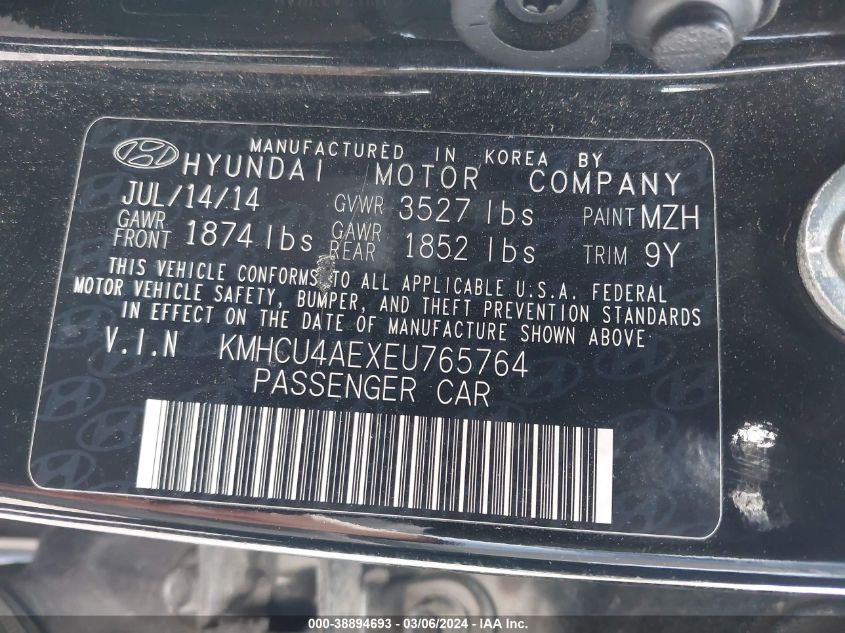 MANUFACTURED IN KOREA BY
HYUNDAI MOTOR COMPANY
JUL/14/14 GVWR 3527 lbs PAINT MZH
GAWR FRONT 1874 lbs GAWR REAR 1852 lbs TRIM 9Y
THIS VEHICLE CONFORMS TO ALL APPLICABLE U.S.A. FEDERAL
MOTOR VEHICLE SAFETY, BUMPER, AND THEFT PREVENTION STANDARDS
IN EFFECT ON THE DATE OF MANUFACTURE SHOWN ABOVE.
V.I.N KMHCU4AEXEU765764
PASSENGER CAR
000-38894693 - 03/06/2024 - IAA Inc.